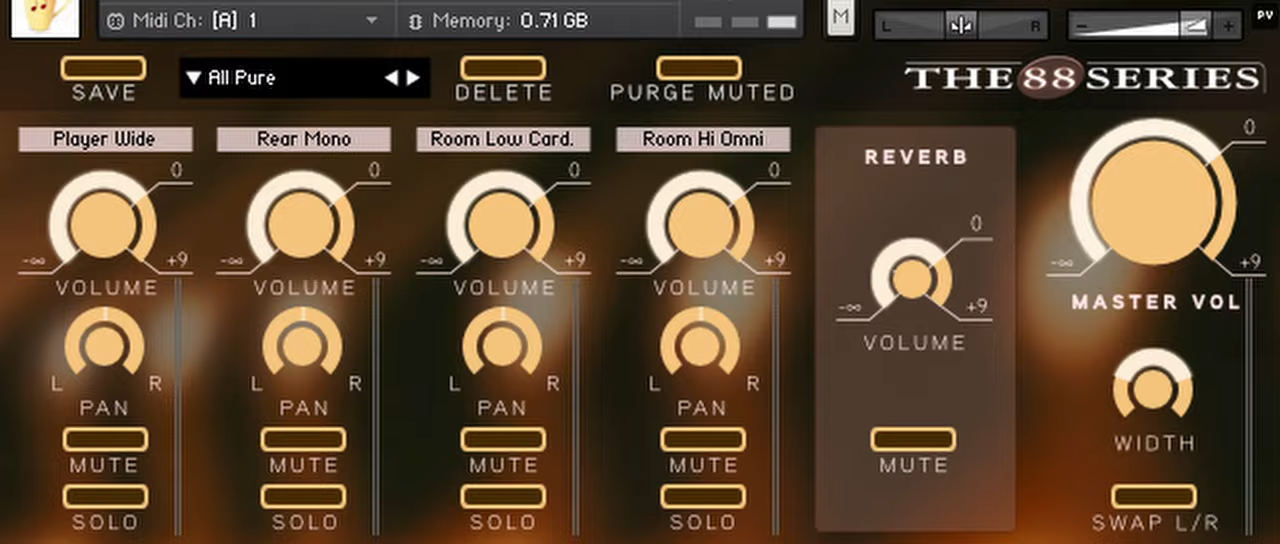 Midi Ch: [A] 1
Memory: 0.71 GB
M
L R
- +
PV
SAVE
All Pure
DELETE
PURGE MUTED
THE 88 SERIES
Player Wide
Rear Mono
Room Low Card.
Room Hi Omni
REVERB
0
0
0
0
0
0
-∞ +9
-∞ +9
-∞ +9
-∞ +9
-∞ +9
-∞ +9
VOLUME
VOLUME
VOLUME
VOLUME
MASTER VOL
VOLUME
L R
L R
L R
L R
PAN
PAN
PAN
PAN
WIDTH
MUTE
MUTE
MUTE
MUTE
MUTE
SOLO
SOLO
SOLO
SOLO
SWAP L/R